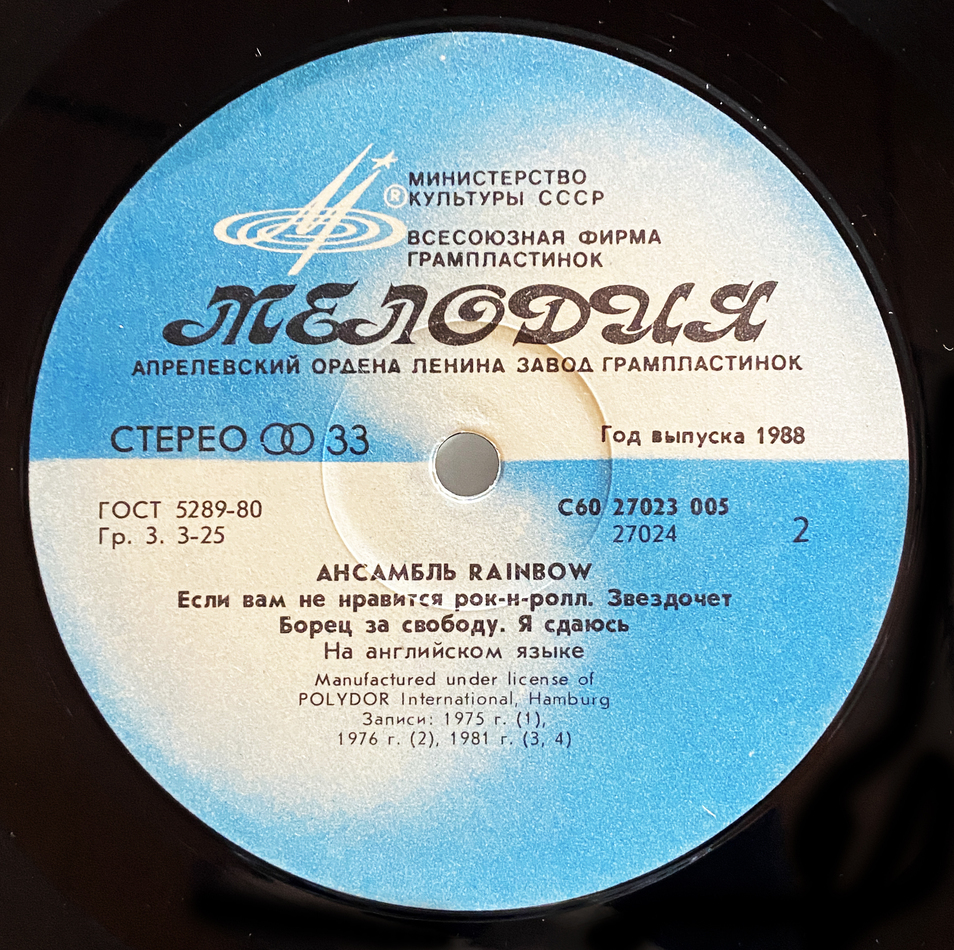 ®
МИНИСТЕРСТВО
КУЛЬТУРЫ СССР
ВСЕСОЮЗНАЯ ФИРМА
ГРАМПЛАСТИНОК
МЕЛОДИЯ
АПРЕЛЕВСКИЙ ОРДЕНА ЛЕНИНА ЗАВОД ГРАМПЛАСТИНОК
СТЕРЕО 33
Год выпуска 1988
ГОСТ 5289-80
Гр. 3. 3-25
С60 27023 005
27024
2
АНСАМБЛЬ RAINBOW
Если вам не нравится рок-н-ролл. Звездочет
Борец за свободу. Я сдаюсь
На английском языке
Manufactured under license of
POLYDOR International, Hamburg
Записи: 1975 г. (1),
1976 г. (2), 1981 г. (3, 4)